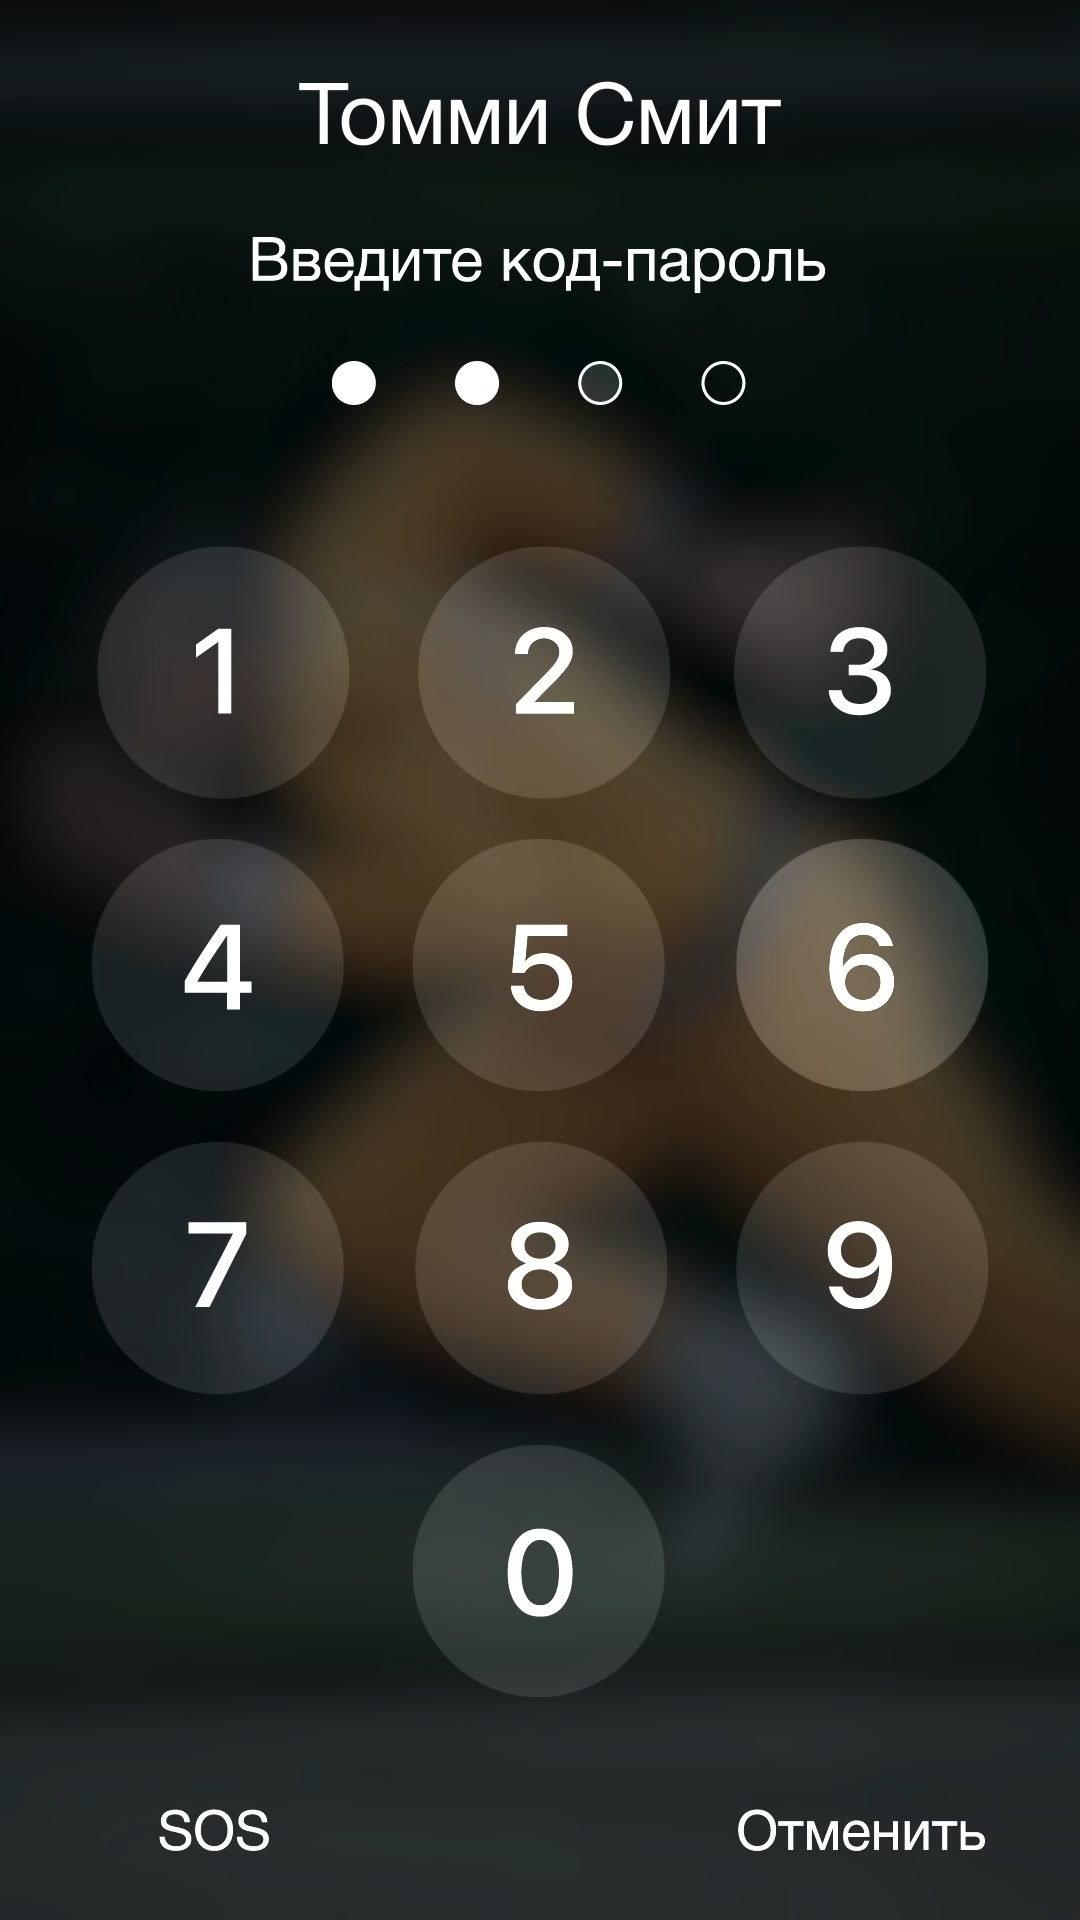 Томми Смит
Введите код-пароль
1 2 3
4 5 6
7 8 9
0
SOS Отменить